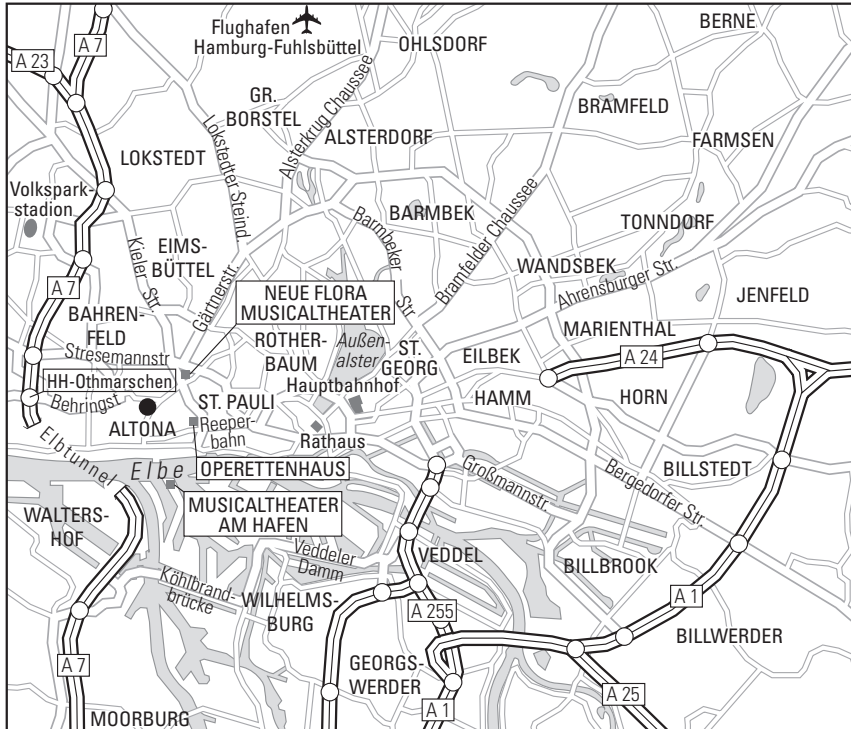 Flughafen
Hamburg-Fuhlsbüttel
OHLSDORF
BERNE
A 7
A 23
GR.
BORSTEL
Alsterkrug Chaussee
BRAMFELD
ALSTERDORF
FARMSEN
LOKSTEDT
Lokstedter Steind
Volkspark-
stadion
BARMBEK
Barmbeker
Str
Bramfelder Chaussee
TONNDORF
Kieler Str.
EIMS-
BÜTTEL
Gärtnerstr.
WANDSBEK
Ahrensburger Str.
A 7
NEUE FLORA
MUSICALTHEATER
JENFELD
BAHREN-
FELD
MARIENTHAL
Stresemannstr
ROTHER-
BAUM
Außen-
alster
ST.
GEORG
EILBEK
A 24
HH-Othmarschen
Hauptbahnhof
Behringst
ST. PAULI
HAMM
HORN
ALTONA
Reeper-
bahn
Rathaus
Elbtunnel
Elbe
OPERETTENHAUS
Großmannstr.
Bergedorfer Str.
BILLSTEDT
MUSICALTHEATER
AM HAFEN
WALTERS-
HOF
Veddeler
Damm
VEDDEL
BILLBROOK
Köhlbrand-
brücke
WILHELMS-
BURG
A 255
A 1
BILLWERDER
A 7
GEORGS-
WERDER
A 25
A 1
MOORBURG